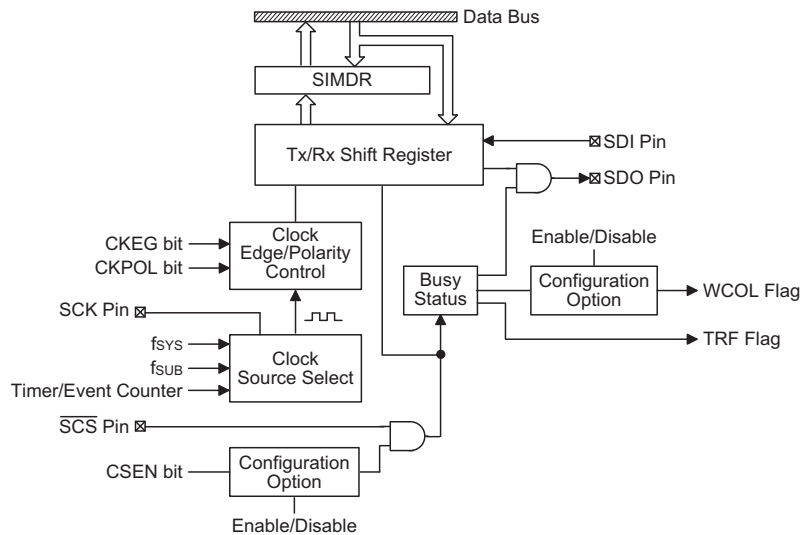 Data Bus
SIMDR
Tx/Rx Shift Register
SDI Pin
SDO Pin
CKEG bit
CKPOL bit
Clock
Edge/Polarity
Control
Enable/Disable
Busy
Status
Configuration
Option
WCOL Flag
SCK Pin
TRF Flag
fSYS
fSUB
Timer/Event Counter
Clock
Source Select
SCS Pin
CSEN bit
Configuration
Option
Enable/Disable